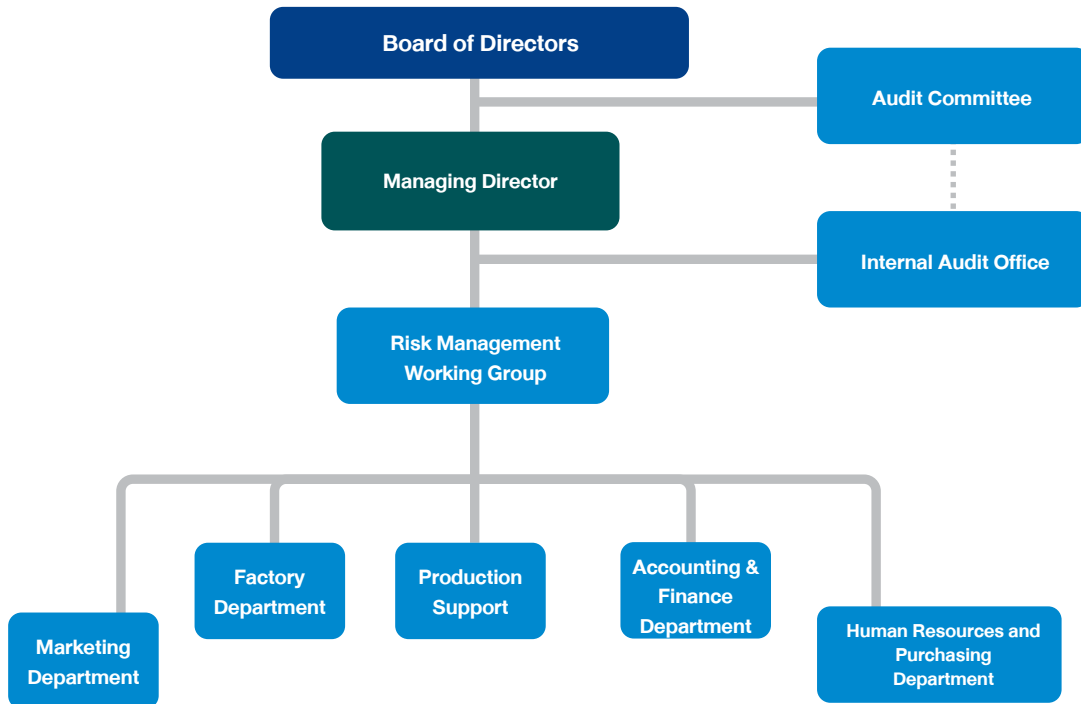 Board of Directors
Audit Committee
Managing Director
Internal Audit Office
Risk Management
Working Group
Factory
Department
Production
Support
Accounting &
Finance
Department
Marketing
Department
Human Resources and
Purchasing
Department